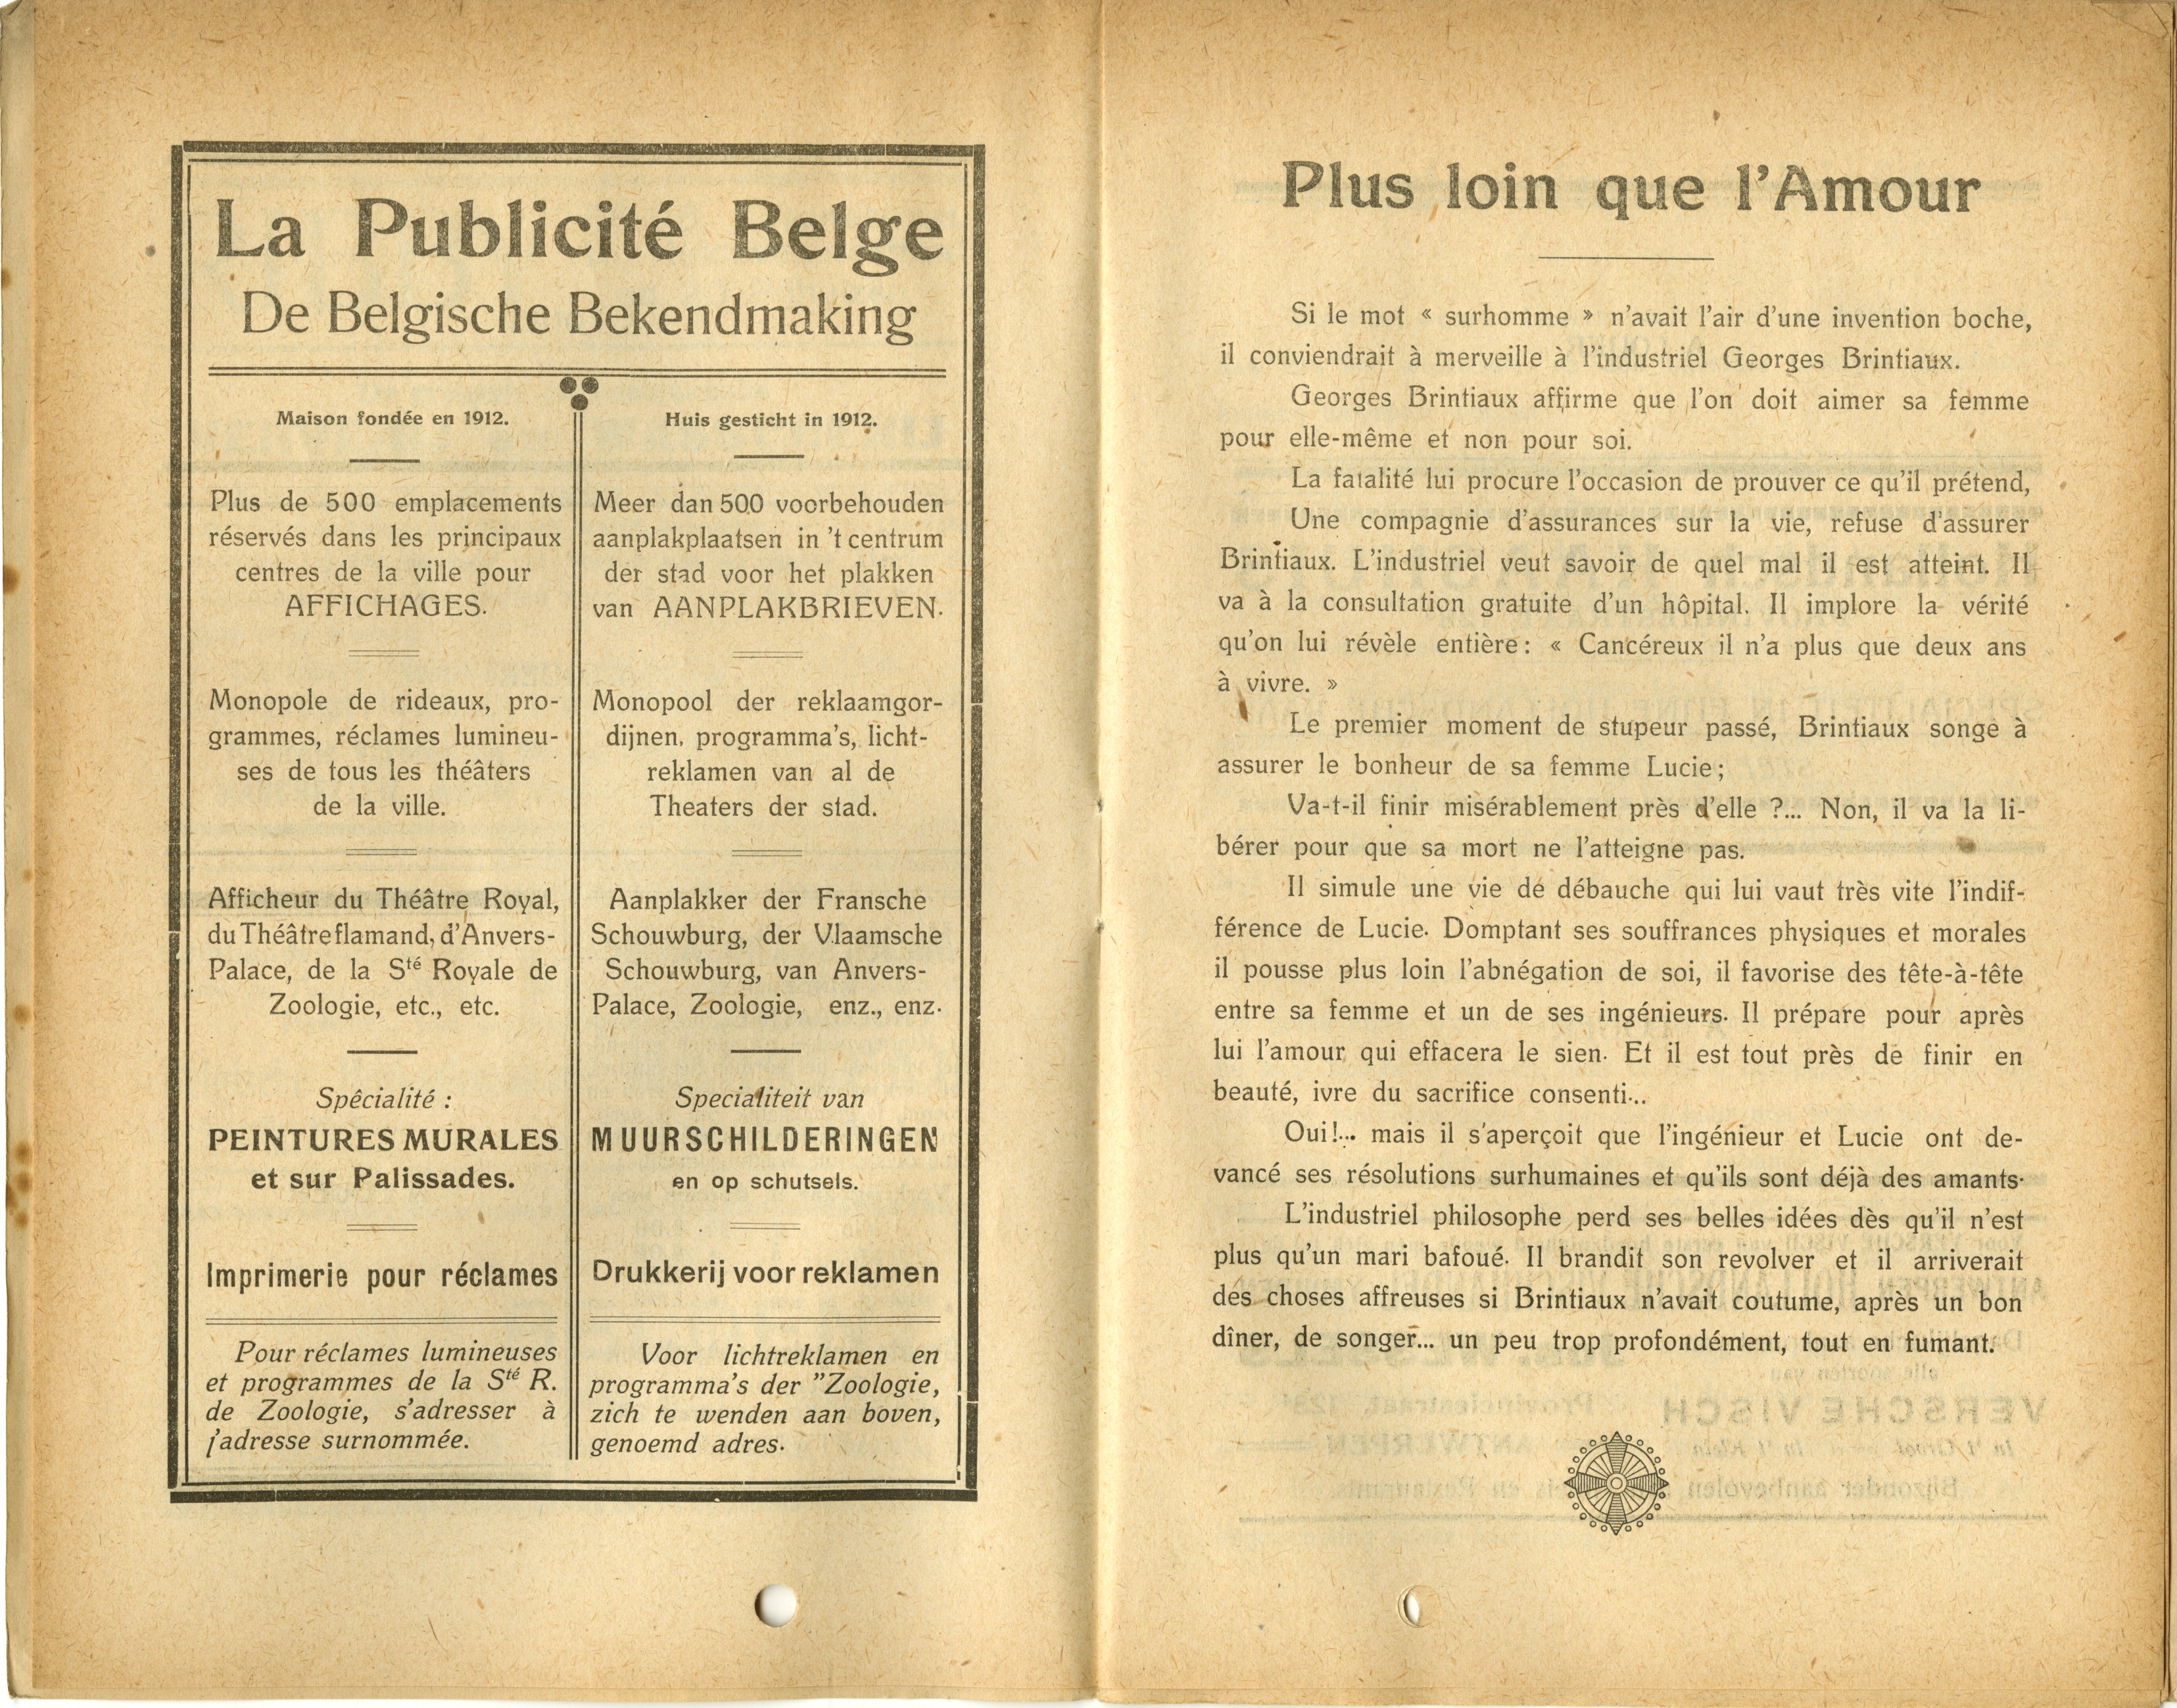 La Publicité Belge
De Belgische Bekendmaking
Maison fondée en 1912.
Plus de 500 emplacements
réservés dans les principaux
centres de la ville pour
AFFICHAGES.
Monopole de rideaux, pro-
grammes, réclames lumineu-
ses de tous les théâters
de la ville.
Afficheur du Théâtre Royal,
du Théâtre flamand, d'Anvers-
Palace, de la Sté Royale de
Zoologie, etc., etc.
Spêcialité :
PEINTURES MURALES
et sur Palissades.
Imprimerie pour réclames
Pour réclames lumineuses
et programmes de la Sté R.
de Zoologie, s'adresser à
l'adresse surnommée.
Huis gesticht in 1912.
Meer dan 500 voorbehouden
aanplakplaatsen in 't centrum
der stad voor het plakken
van AANPLAKBRIEVEN.
Monopool der reklaamgor-
dijnen, programma's, licht-
reklamen van al de
Theaters der stad.
Aanplakker der Fransche
Schouwburg, der Vlaamsche
Schouwburg, van Anvers-
Palace, Zoologie, enz., enz.
Specialiteit van
MUURSCHILDERINGEN
en op schutsels.
Drukkerij voor reklamen
Voor lichtreklamen en
programma's der "Zoologie,
zich te wenden aan boven,
genoemd adres.
Plus loin que l'Amour
Si le mot « surhomme » n'avait l'air d'une invention boche,
il conviendrait à merveille à l'industriel Georges Brintiaux.
Georges Brintiaux affirme que l'on doit aimer sa femme
pour elle-même et non pour soi.
La fatalité lui procure l'occasion de prouver ce qu'il prétend,
Une compagnie d'assurances sur la vie, refuse d'assurer
Brintiaux. L'industriel veut savoir de quel mal il est atteint. Il
va à la consultation gratuite d'un hôpital. Il implore la vérité
qu'on lui révèle entière : « Cancéreux il n'a plus que deux ans
à vivre. »
Le premier moment de stupeur passé, Brintiaux songe à
assurer le bonheur de sa femme Lucie ;
Va-t-il finir misérablement près d'elle ?... Non, il va la li-
bérer pour que sa mort ne l'atteigne pas.
Il simule une vie de débauche qui lui vaut très vite l'indif-
férence de Lucie. Domptant ses souffrances physiques et morales
il pousse plus loin l'abnégation de soi, il favorise des tête-à-tête
entre sa femme et un de ses ingénieurs. Il prépare pour après
lui l'amour qui effacera le sien. Et il est tout près de finir en
beauté, ivre du sacrifice consenti...
Oui !... mais il s'aperçoit que l'ingénieur et Lucie ont de-
vancé ses résolutions surhumaines et qu'ils sont déjà des amants.
L'industriel philosophe perd ses belles idées dès qu'il n'est
plus qu'un mari bafoué. Il brandit son revolver et il arriverait
des choses affreuses si Brintiaux n'avait coutume, après un bon
dîner, de songer... un peu trop profondément, tout en fumant.